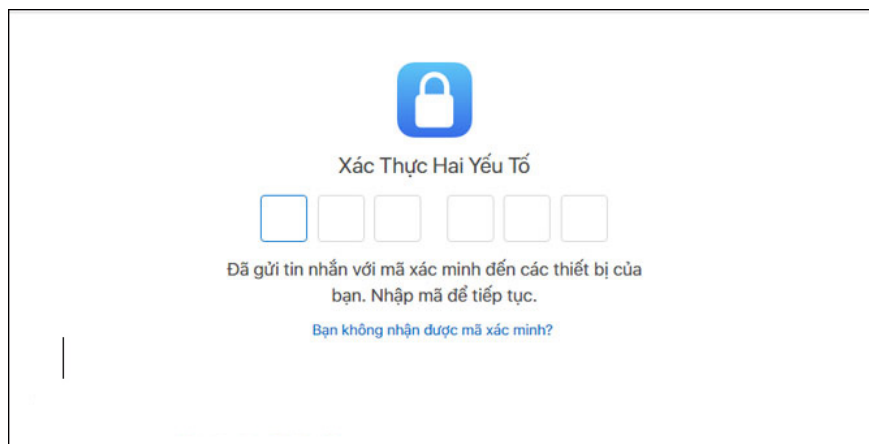 Xác Thực Hai Yếu Tố
Đã gửi tin nhắn với mã xác minh đến các thiết bị của
bạn. Nhập mã để tiếp tục.
Bạn không nhận được mã xác minh?